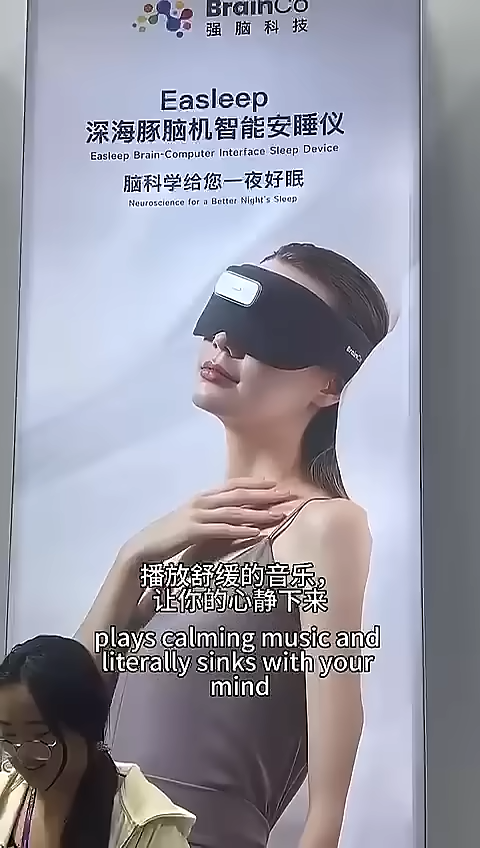 BrainCo
强脑科技
Easleep
深海豚脑机智能安睡仪
Easleep Brain-Computer Interface Sleep Device
脑科学给您一夜好眠
Neuroscience for a Better Night's Sleep
BrainCo
播放舒缓的音乐，
让你的心静下来
plays calming music and
literally sinks with your
mind